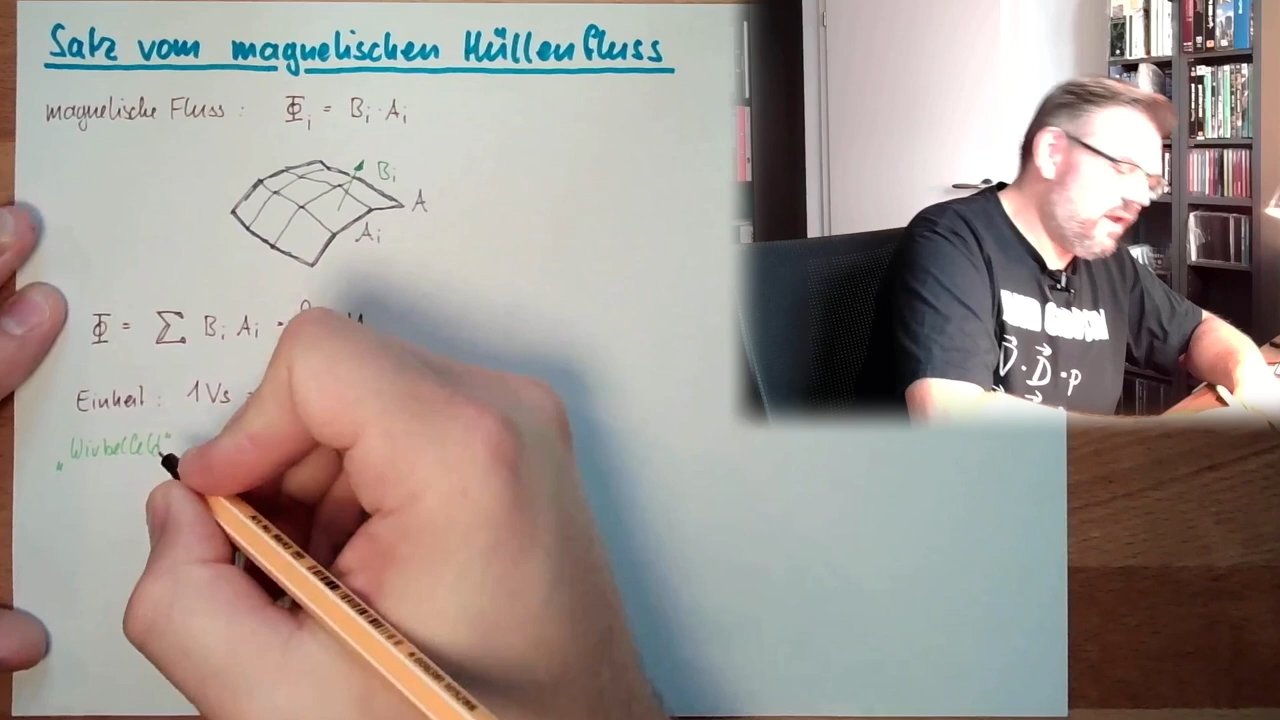 Satz vom magnetischen Hüllenfluss
magnetische Fluss : Φᵢ = Bᵢ · Aᵢ
Bᵢ
A
Aᵢ
Φ = Σ Bᵢ Aᵢ =
Einheit : 1 Vs =
„Wirbelfeld"
∇ · D = ρ